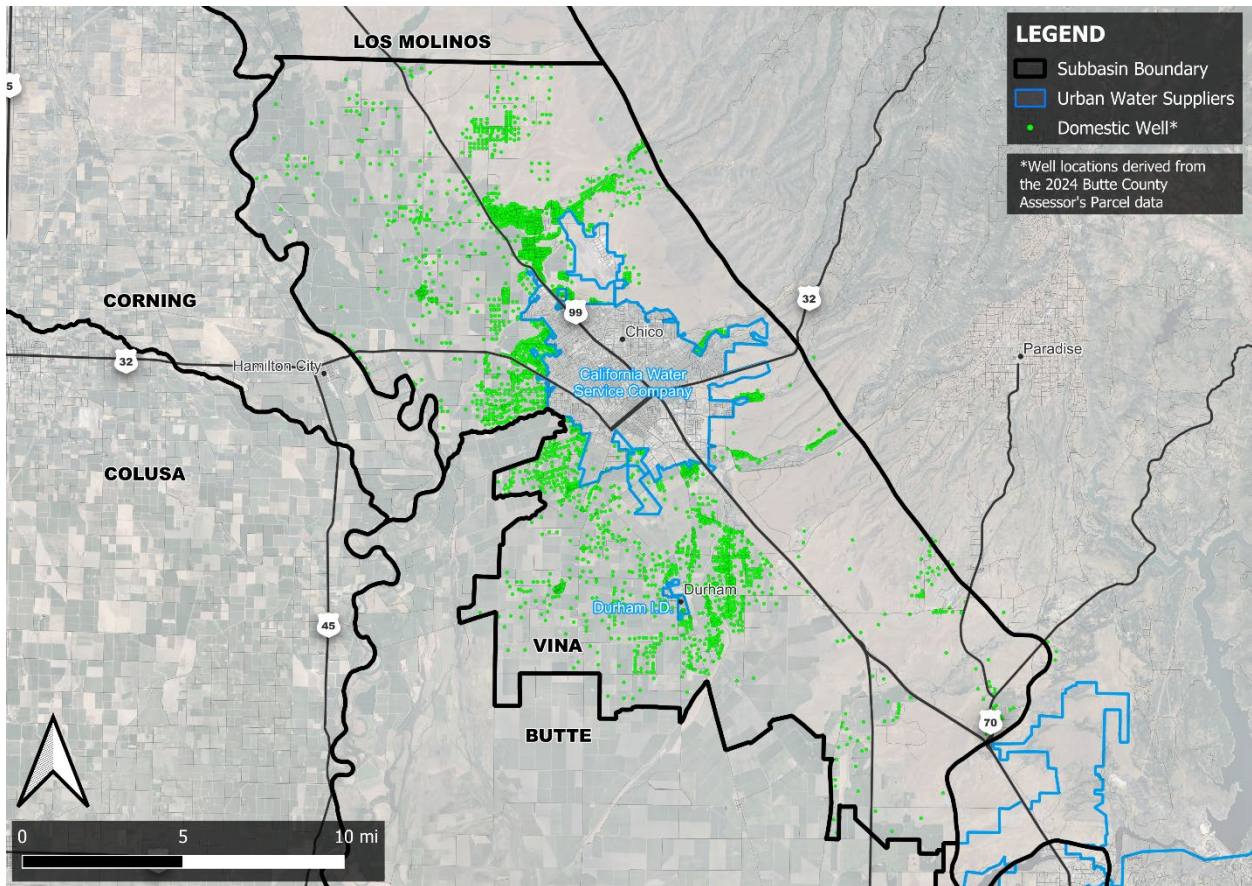 LOS MOLINOS
LEGEND
Subbasin Boundary
Urban Water Suppliers
Domestic Well*
*Well locations derived from
the 2024 Butte County
Assessor's Parcel data
5
CORNING
99
32
Chico
Paradise
32
Hamilton City
California Water
Service Company
COLUSA
Durham
Durham I.D.
45
VINA
70
BUTTE
0 5 10 mi